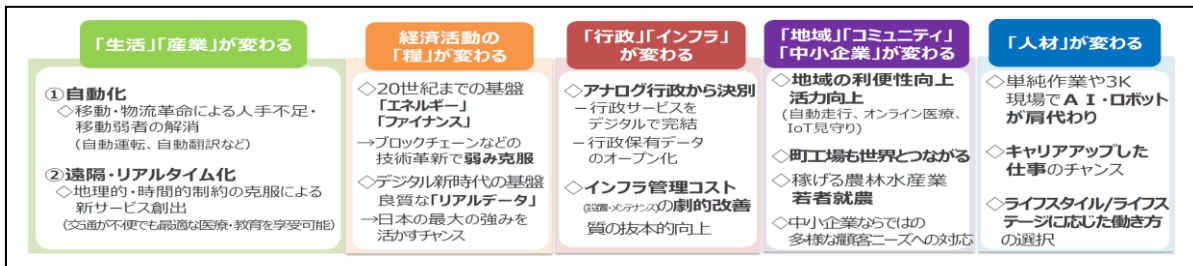 「生活」「産業」が変わる
①自動化
◇移動・物流革命による人手不足・
移動弱者の解消
(自動運転、自動翻訳など)
②遠隔・リアルタイム化
◇地理的・時間的制約の克服による
新サービス創出
(交通が不便でも最適な医療・教育を享受可能)
経済活動の
「糧」が変わる
◇20世紀までの基盤
「エネルギー」
「ファイナンス」
→ブロックチェーンなどの
技術革新で弱み克服
◇デジタル新時代の基盤
良質な「リアルデータ」
→日本の最大の強みを
活かすチャンス
「行政」「インフラ」
が変わる
◇アナログ行政から決別
－行政サービスを
デジタルで完結
－行政保有データ
のオープン化
◇インフラ管理コスト
(設置・メンテナンス)の劇的改善
質の抜本的向上
「地域」「コミュニティ」
「中小企業」が変わる
◇地域の利便性向上
活力向上
(自動走行、オンライン医療、
IoT見守り)
◇町工場も世界とつながる
◇稼げる農林水産業
若者就農
◇中小企業ならではの
多様な顧客ニーズへの対応
「人材」が変わる
◇単純作業や3K
現場でＡＩ・ロボット
が肩代わり
◇キャリアアップした
仕事のチャンス
◇ライフスタイル/ライフス
テージに応じた働き方
の選択